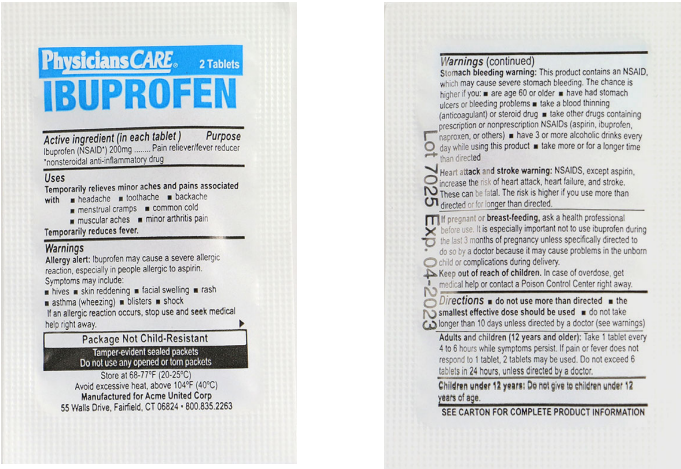 PhysiciansCARE® 2 Tablets
IBUPROFEN
Active ingredient (in each tablet) Purpose
Ibuprofen (NSAID*) 200mg ........ Pain reliever/fever reducer
*nonsteroidal anti-inflammatory drug
Uses
Temporarily relieves minor aches and pains associated
with ■ headache ■ toothache ■ backache
■ menstrual cramps ■ common cold
■ muscular aches ■ minor arthritis pain
Temporarily reduces fever.
Warnings
Allergy alert: Ibuprofen may cause a severe allergic
reaction, especially in people allergic to aspirin.
Symptoms may include:
■ hives ■ skin reddening ■ facial swelling ■ rash
■ asthma (wheezing) ■ blisters ■ shock
If an allergic reaction occurs, stop use and seek medical
help right away.
Package Not Child-Resistant
Tamper-evident sealed packets
Do not use any opened or torn packets
Store at 68-77°F (20-25°C)
Avoid excessive heat, above 104°F (40°C)
Manufactured for Acme United Corp
55 Walls Drive, Fairfield, CT 06824 • 800.835.2263
Warnings (continued)
Stomach bleeding warning: This product contains an NSAID,
which may cause severe stomach bleeding. The chance is
higher if you: ■ are age 60 or older ■ have had stomach
ulcers or bleeding problems ■ take a blood thinning
(anticoagulant) or steroid drug ■ take other drugs containing
prescription or nonprescription NSAIDs (aspirin, ibuprofen,
naproxen, or others) ■ have 3 or more alcoholic drinks every
day while using this product ■ take more or for a longer time
than directed
Heart attack and stroke warning: NSAIDS, except aspirin,
increase the risk of heart attack, heart failure, and stroke.
These can be fatal. The risk is higher if you use more than
directed or for longer than directed.
If pregnant or breast-feeding, ask a health professional
before use. It is especially important not to use ibuprofen during
the last 3 months of pregnancy unless specifically directed to
do so by a doctor because it may cause problems in the unborn
child or complications during delivery.
Keep out of reach of children. In case of overdose, get
medical help or contact a Poison Control Center right away.
Directions ■ do not use more than directed ■ the
smallest effective dose should be used ■ do not take
longer than 10 days unless directed by a doctor (see warnings)
Adults and children (12 years and older): Take 1 tablet every
4 to 6 hours while symptoms persist. If pain or fever does not
respond to 1 tablet, 2 tablets may be used. Do not exceed 6
tablets in 24 hours, unless directed by a doctor.
Children under 12 years: Do not give to children under 12
years of age.
SEE CARTON FOR COMPLETE PRODUCT INFORMATION
Lot 7025 Exp. 04-2023